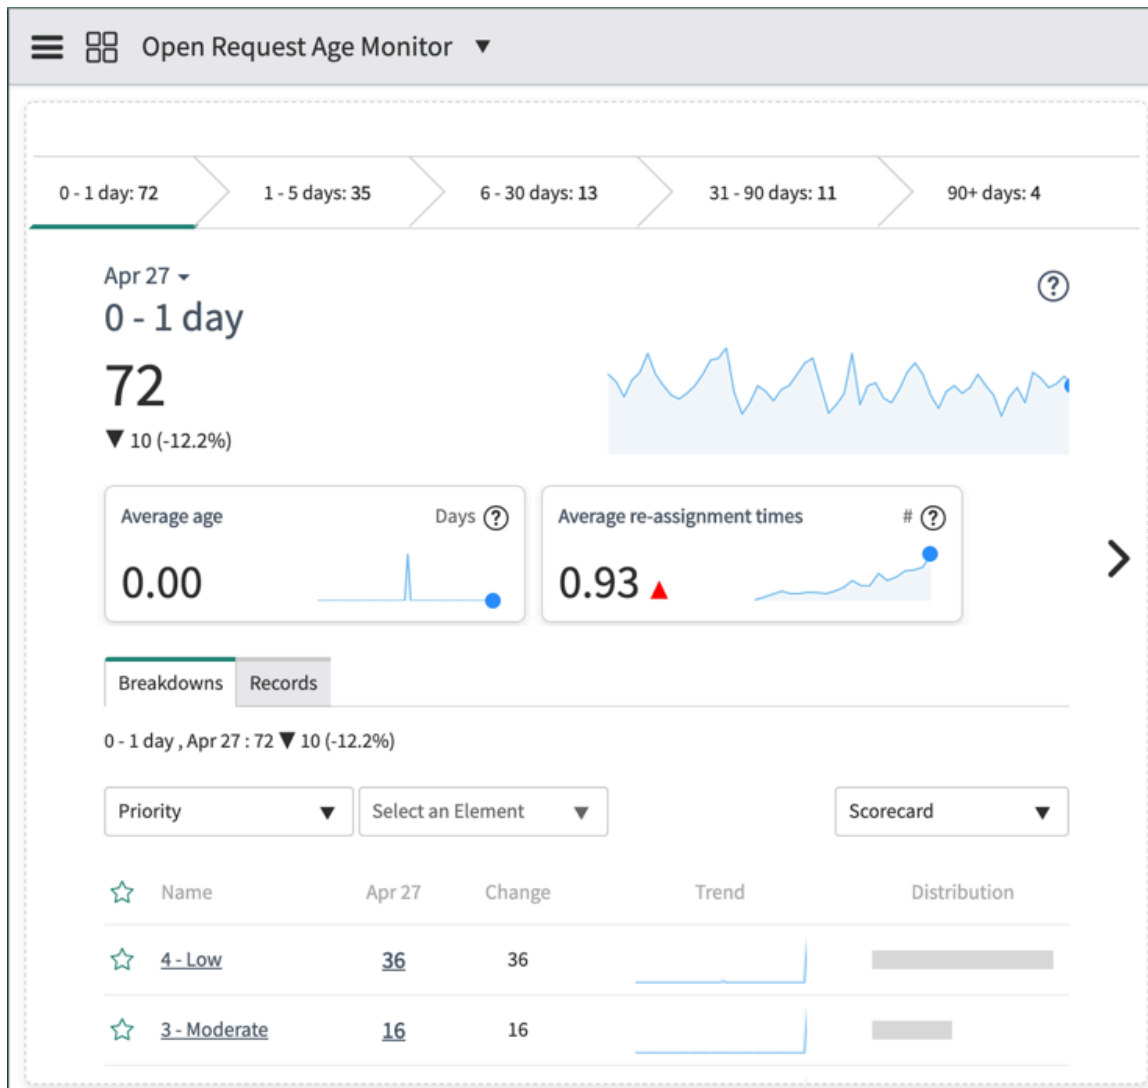 Open Request Age Monitor ▼
0 - 1 day: 72 1 - 5 days: 35 6 - 30 days: 13 31 - 90 days: 11 90+ days: 4
Apr 27
?
0 - 1 day
72
▼ 10 (-12.2%)
Average age Days ? Average re-assignment times # ?
0.00 0.93 ▲
Breakdowns Records
0 - 1 day , Apr 27 : 72 ▼ 10 (-12.2%)
Priority ▼ Select an Element ▼ Scorecard ▼
Name Apr 27 Change Trend Distribution
4 - Low 36 36
3 - Moderate 16 16